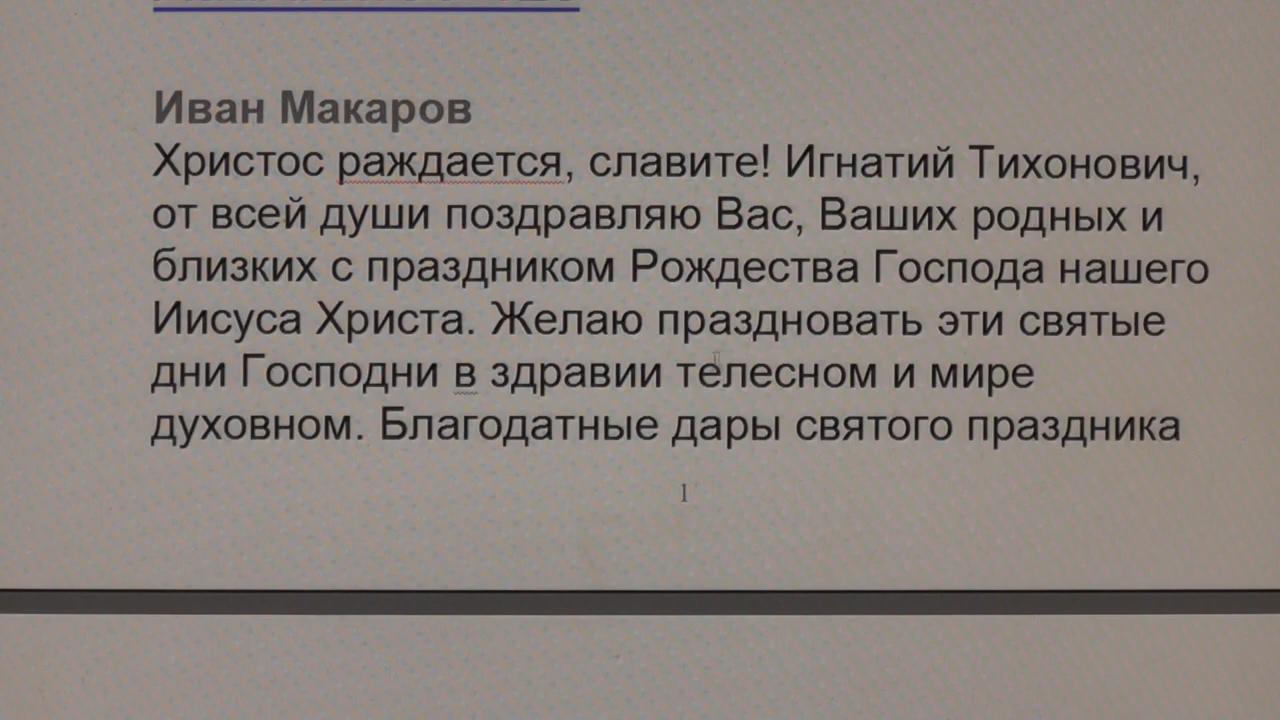 Иван Макаров
Христос раждается, славите! Игнатий Тихонович,
от всей души поздравляю Вас, Ваших родных и
близких с праздником Рождества Господа нашего
Иисуса Христа. Желаю праздновать эти святые
дни Господни в здравии телесном и мире
духовном. Благодатные дары святого праздника
1